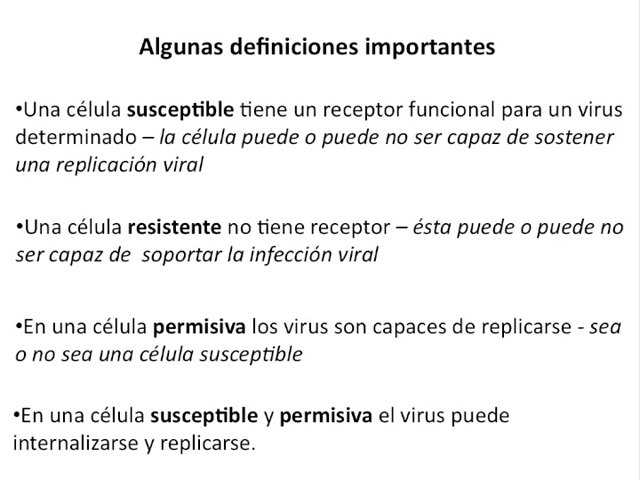 Algunas definiciones importantes
•Una célula susceptible tiene un receptor funcional para un virus
determinado – la célula puede o puede no ser capaz de sostener
una replicación viral
•Una célula resistente no tiene receptor – ésta puede o puede no
ser capaz de  soportar la infección viral
•En una célula permisiva los virus son capaces de replicarse - sea
o no sea una célula susceptible
•En una célula susceptible y permisiva el virus puede
internalizarse y replicarse.